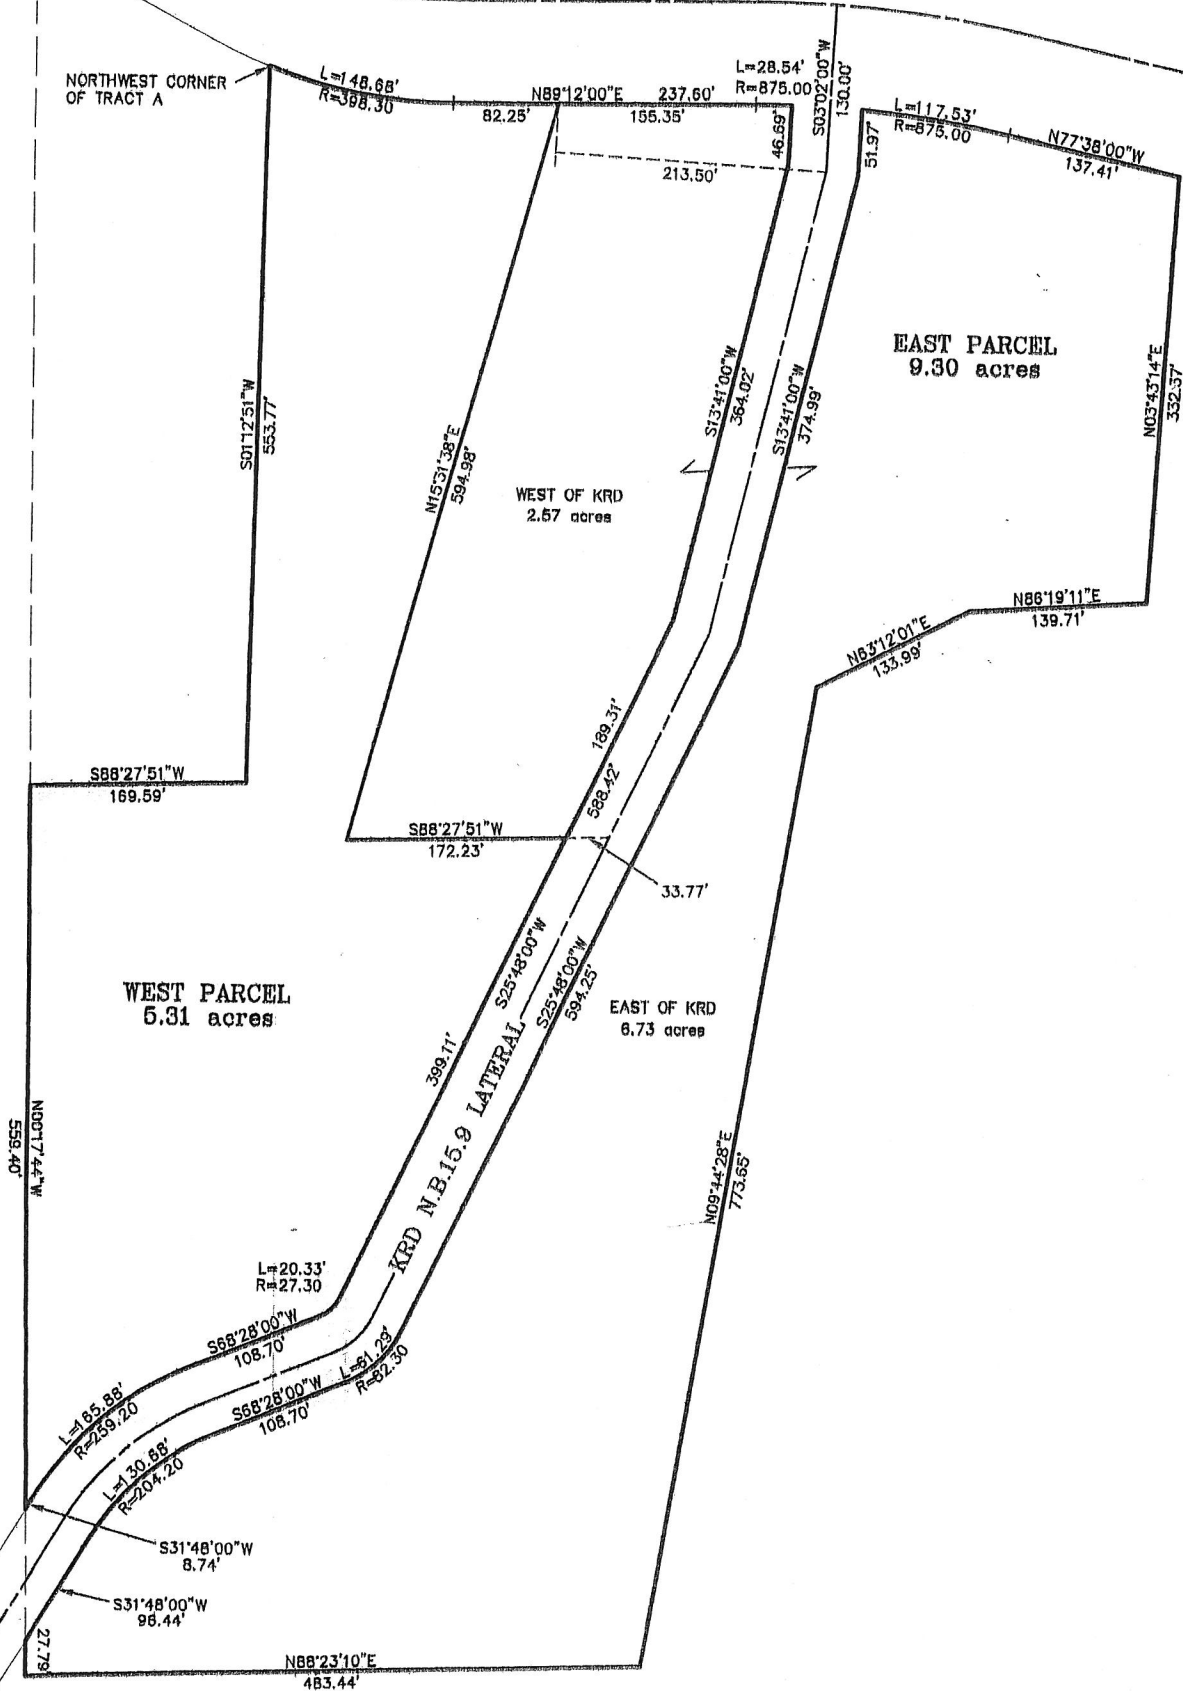 NORTHWEST CORNER
OF TRACT A
L=148.68'
R=398.30
N89°12'00"E
237.60'
82.25'
155.35'
L=28.54'
R=875.00
S03°02'00"W
130.00'
46.69'
213.50'
51.97'
L=117.53'
R=875.00
N77°38'00"W
137.41'
EAST PARCEL
9.30 acres
N03°43'14"E
332.37'
S01°12'51"W
553.77'
N15°31'38"E
594.98'
S13°41'00"W
364.02'
S13°41'00"W
374.99'
WEST OF KRD
2.57 acres
N86°19'11"E
139.71'
N63°12'01"E
133.99'
S88°27'51"W
169.59'
189.31'
588.42'
S88°27'51"W
172.23'
33.77'
WEST PARCEL
5.31 acres
S25°48'00"W
399.11'
S25°48'00"W
594.25'
EAST OF KRD
6.73 acres
KRD N.B.15.9 LATERAL
N00°17'44"W
559.40'
N09°44'28"E
773.65'
L=20.33'
R=27.30
S68°28'00"W
108.70'
L=61.29'
R=82.30
S68°28'00"W
108.70'
L=165.88'
R=259.20
L=130.68'
R=204.20
S31°48'00"W
8.74'
S31°48'00"W
98.44'
27.79'
N88°23'10"E
483.44'